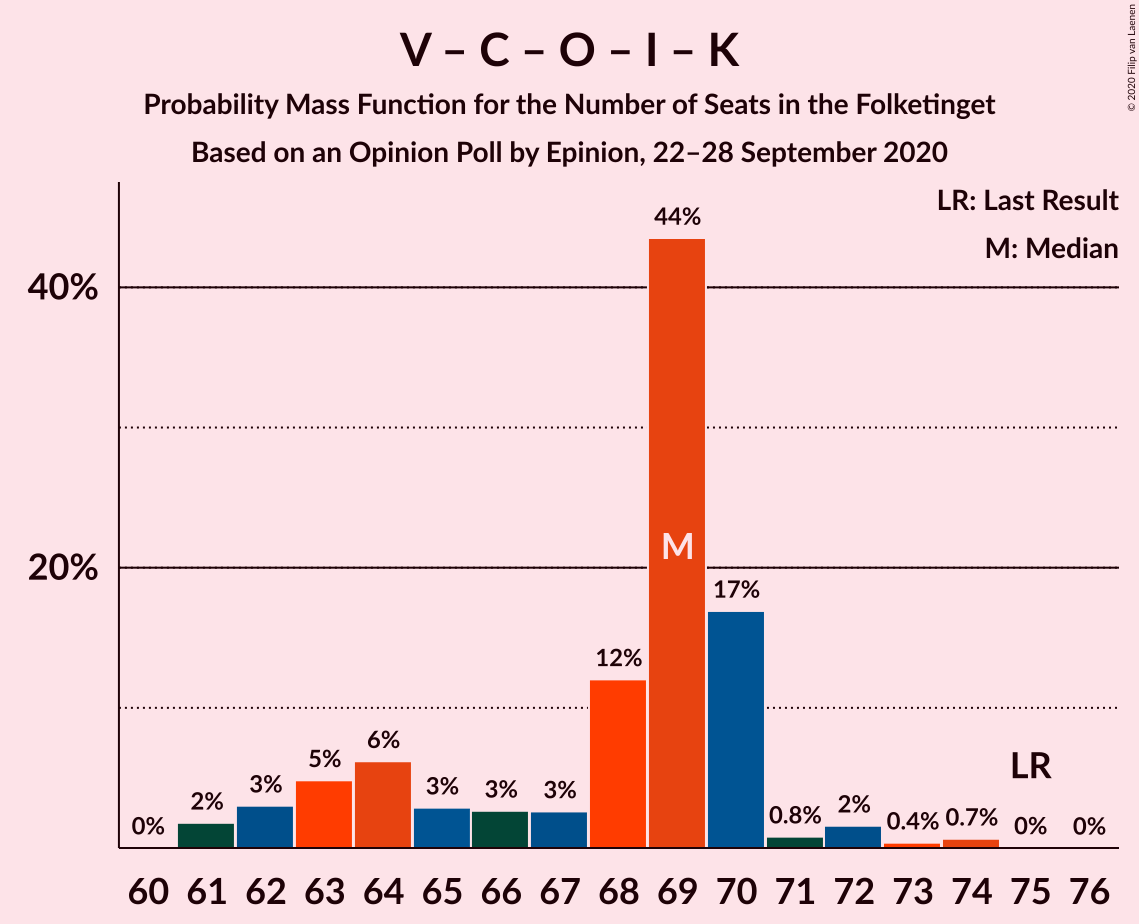 V – C – O – I – K
Probability Mass Function for the Number of Seats in the Folketinget
Based on an Opinion Poll by Epinion, 22–28 September 2020
© 2020 Filip van Laenen
LR: Last Result
M: Median
40%
20%
0%
2%
3%
5%
6%
3%
3%
3%
12%
44%
17%
0.8%
2%
0.4%
0.7%
0%
0%
M
LR
60 61 62 63 64 65 66 67 68 69 70 71 72 73 74 75 76